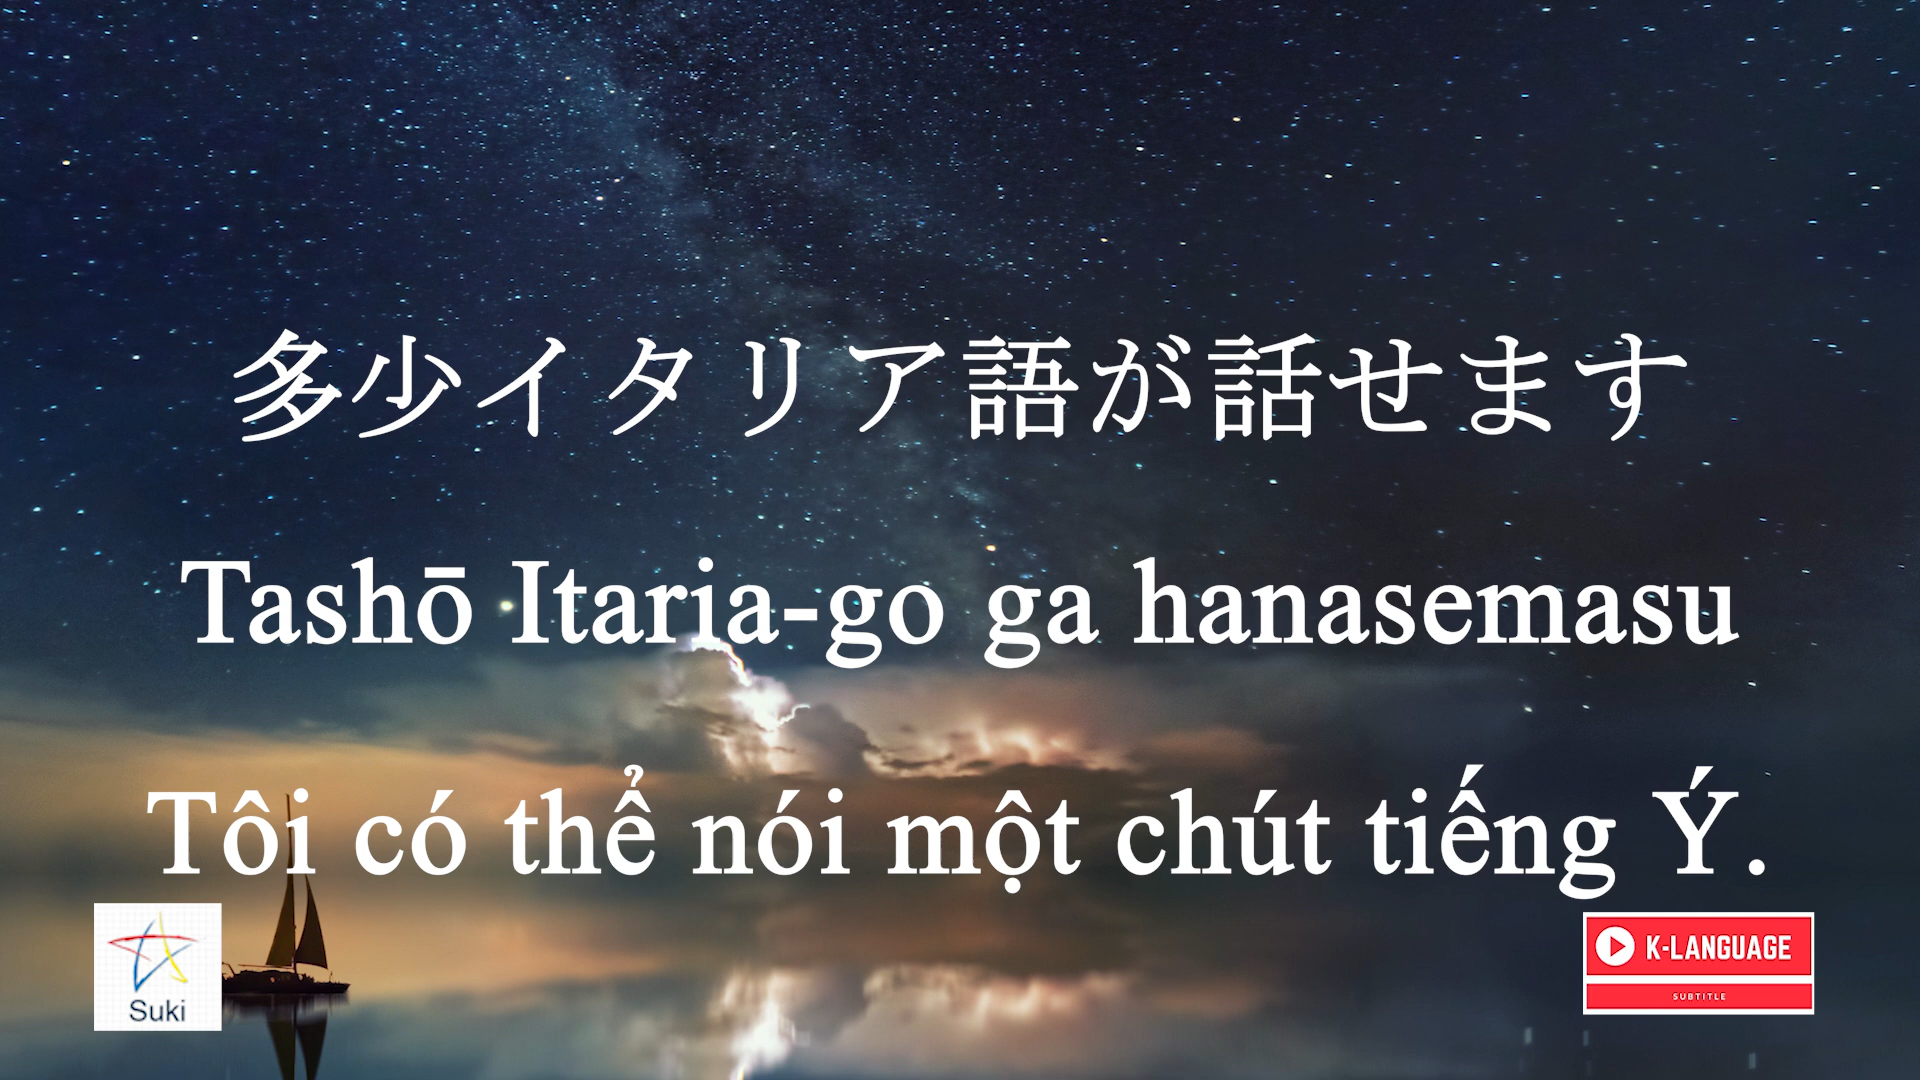 多少イタリア語が話せます
Tashō Itaria-go ga hanasemasu
Tôi có thể nói một chút tiếng Ý.
Suki
K-LANGUAGE
SUBTITLE